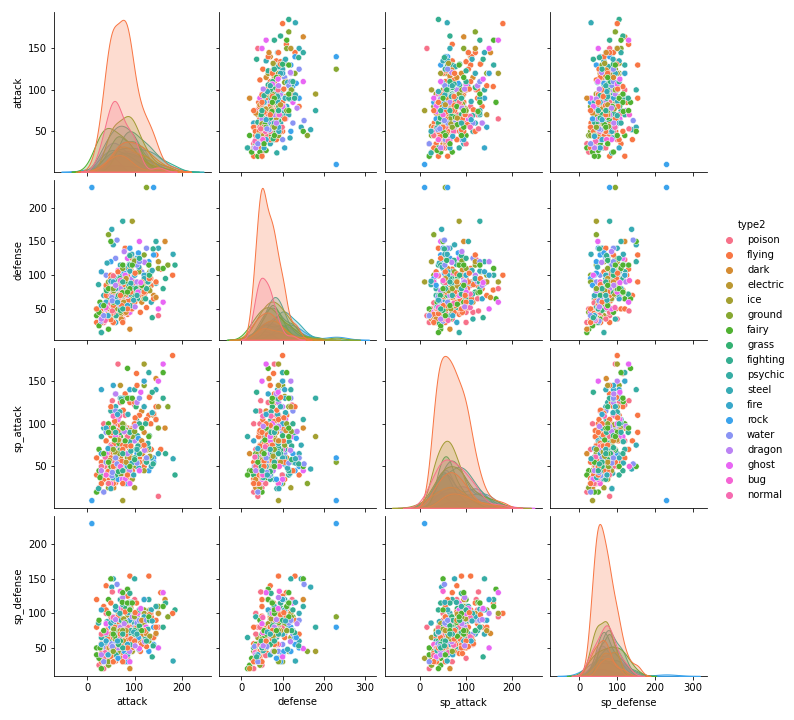 attack
150
100
50
defense
200
150
100
50
type2
poison
flying
dark
electric
ice
ground
fairy
grass
fighting
psychic
steel
fire
rock
water
dragon
ghost
bug
normal
sp_attack
150
100
50
sp_defense
200
150
100
50
0 100 200
0 100 200 300
0 100 200
0 100 200 300
attack
defense
sp_attack
sp_defense